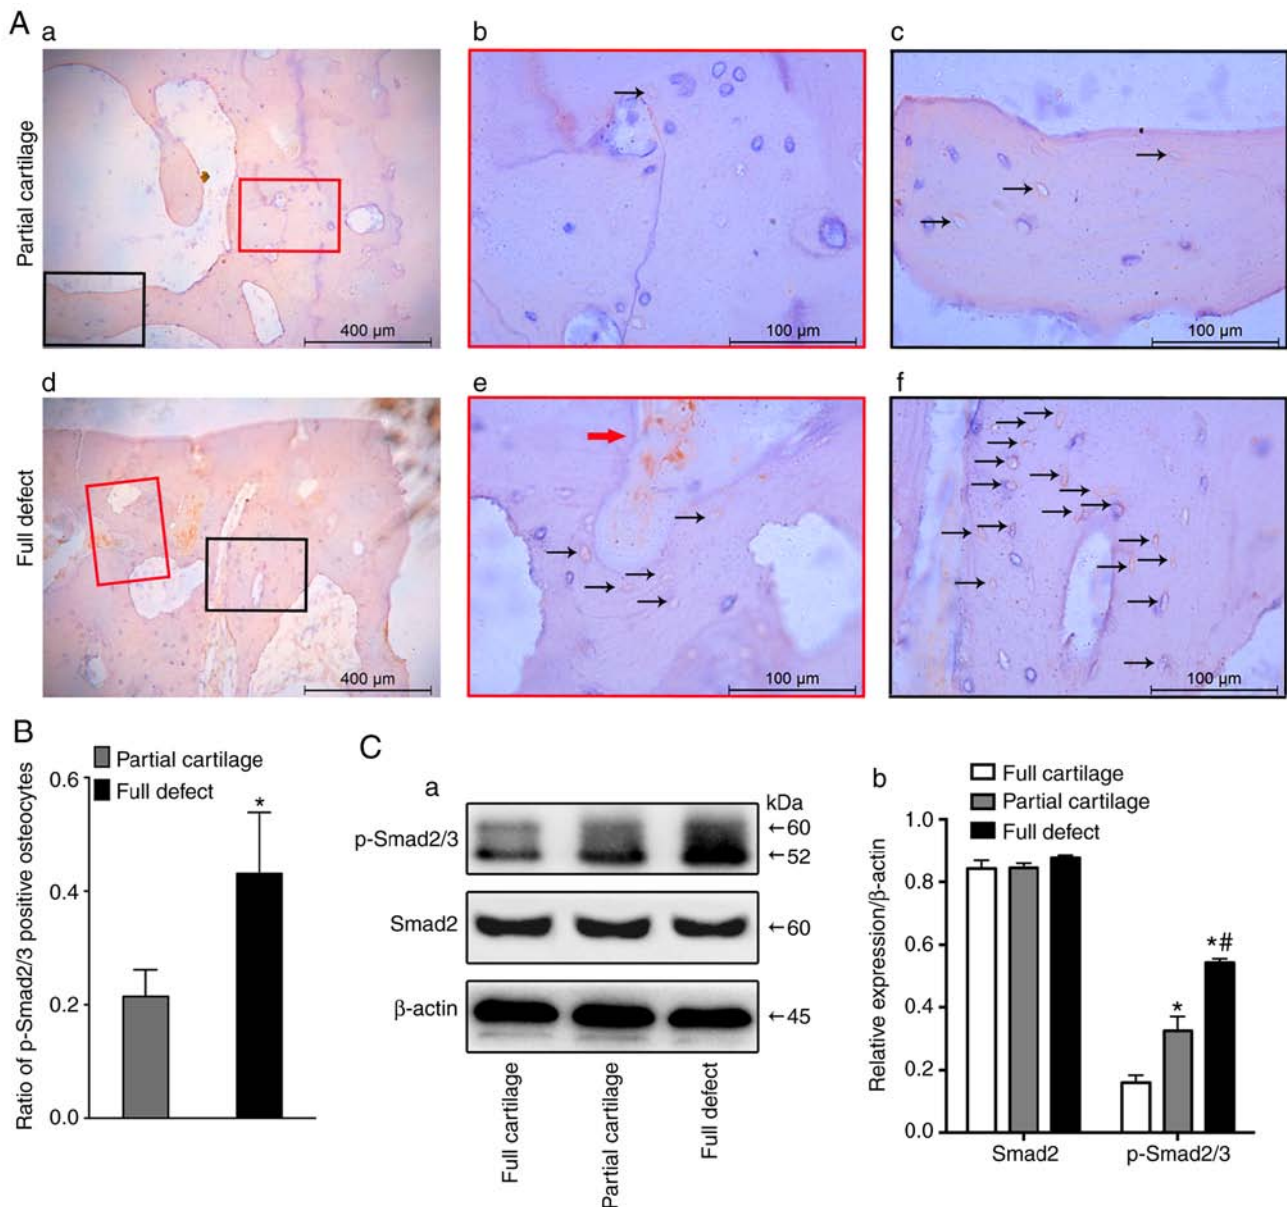 A
a
b
c
Partial cartilage
400 μm
100 μm
100 μm
d
e
f
Full defect
400 μm
100 μm
100 μm
B
Partial cartilage
Full defect
Ratio of p-Smad2/3 positive osteocytes
0.6
0.4
0.2
0.0
*
C
a
kDa
p-Smad2/3
←60
←52
Smad2
←60
β-actin
←45
Full cartilage
Partial cartilage
Full defect
b
Full cartilage
Partial cartilage
Full defect
Relative expression/β-actin
1.0
0.8
0.6
0.4
0.2
0.0
*
*#
Smad2
p-Smad2/3